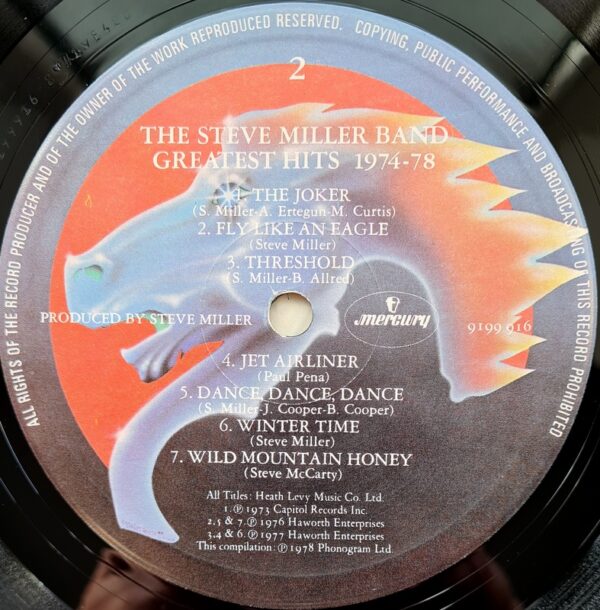 ALL RIGHTS OF THE RECORD PRODUCER AND OF THE OWNER OF THE WORK REPRODUCED RESERVED. COPYING, PUBLIC PERFORMANCE AND BROADCASTING OF THIS RECORD PROHIBITED
2
THE STEVE MILLER BAND
GREATEST HITS 1974-78
1. THE JOKER
(S. Miller-A. Ertegun-M. Curtis)
2. FLY LIKE AN EAGLE
(Steve Miller)
3. THRESHOLD
(S. Miller-B. Allred)
PRODUCED BY STEVE MILLER
mercury
9199 916
4. JET AIRLINER
(Paul Pena)
5. DANCE, DANCE, DANCE
(S. Miller-J. Cooper-B. Cooper)
6. WINTER TIME
(Steve Miller)
7. WILD MOUNTAIN HONEY
(Steve McCarty)
All Titles: Heath Levy Music Co. Ltd.
1. ℗ 1973 Capitol Records Inc.
2,5 & 7. ℗ 1976 Haworth Enterprises
3,4 & 6. ℗ 1977 Haworth Enterprises
This compilation: ℗ 1978 Phonogram Ltd.